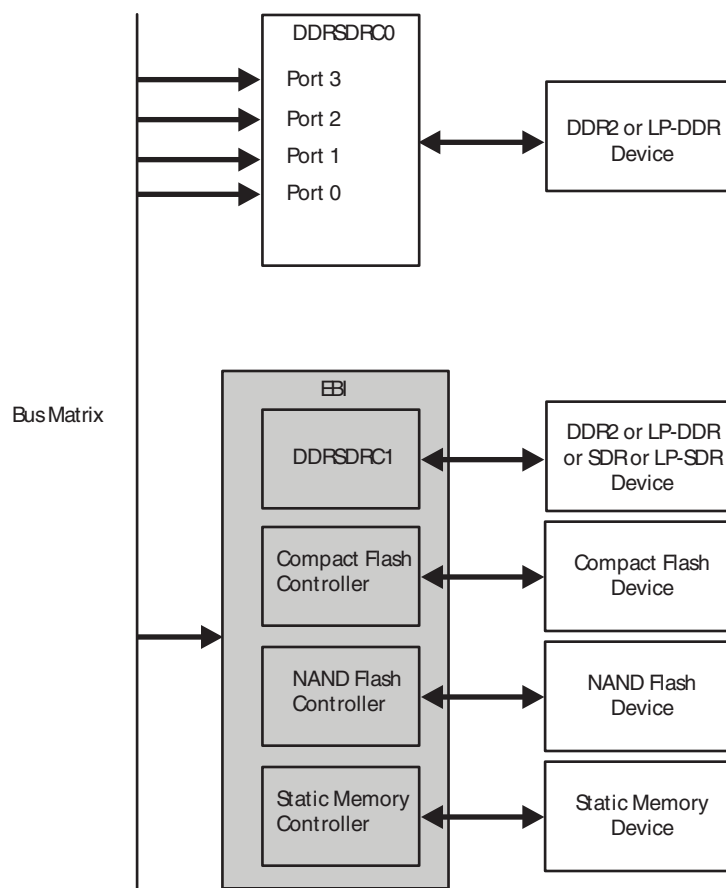 DDRSDRC0
Port 3
Port 2
Port 1
Port 0
DDR2 or LP-DDR
Device
Bus Matrix
EBI
DDRSDRC1
DDR2 or LP-DDR
or SDR or LP-SDR
Device
Compact Flash
Controller
Compact Flash
Device
NAND Flash
Controller
NAND Flash
Device
Static Memory
Controller
Static Memory
Device